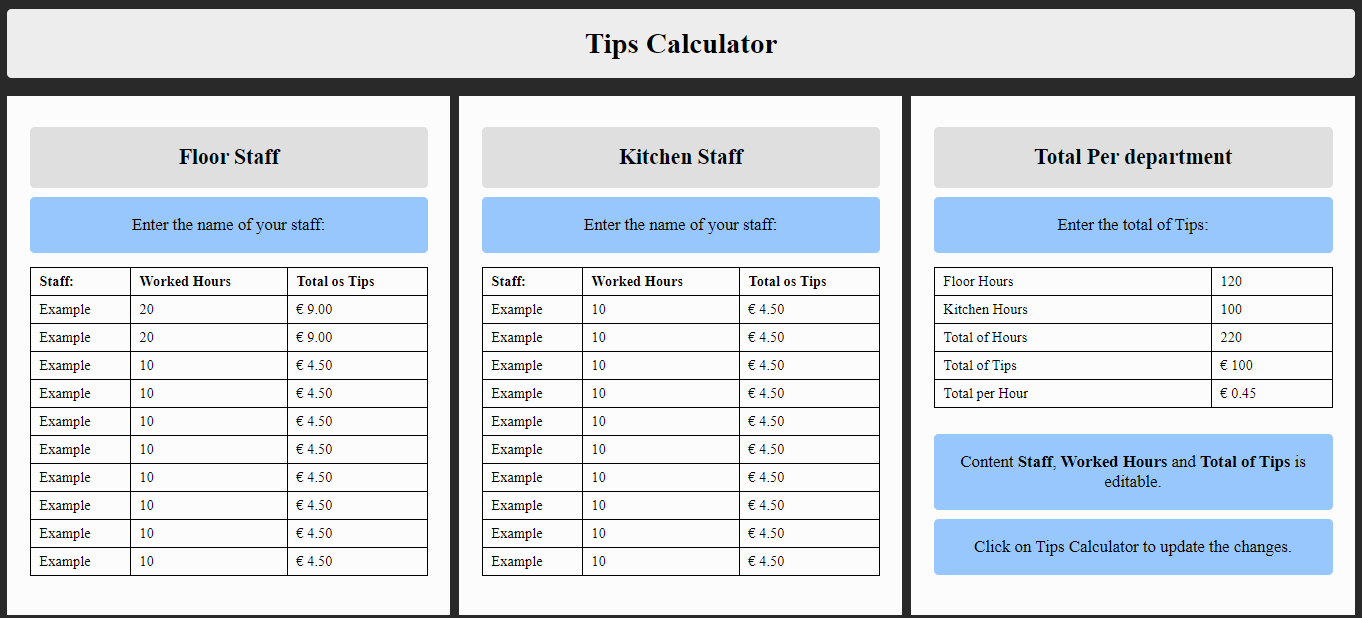 Tips Calculator
Floor Staff
Enter the name of your staff:
Staff: Worked Hours Total os Tips
Example 20 € 9.00
Example 20 € 9.00
Example 10 € 4.50
Example 10 € 4.50
Example 10 € 4.50
Example 10 € 4.50
Example 10 € 4.50
Example 10 € 4.50
Example 10 € 4.50
Example 10 € 4.50
Kitchen Staff
Enter the name of your staff:
Staff: Worked Hours Total os Tips
Example 10 € 4.50
Example 10 € 4.50
Example 10 € 4.50
Example 10 € 4.50
Example 10 € 4.50
Example 10 € 4.50
Example 10 € 4.50
Example 10 € 4.50
Example 10 € 4.50
Example 10 € 4.50
Total Per department
Enter the total of Tips:
Floor Hours 120
Kitchen Hours 100
Total of Hours 220
Total of Tips € 100
Total per Hour € 0.45
Content Staff, Worked Hours and Total of Tips is
editable.
Click on Tips Calculator to update the changes.